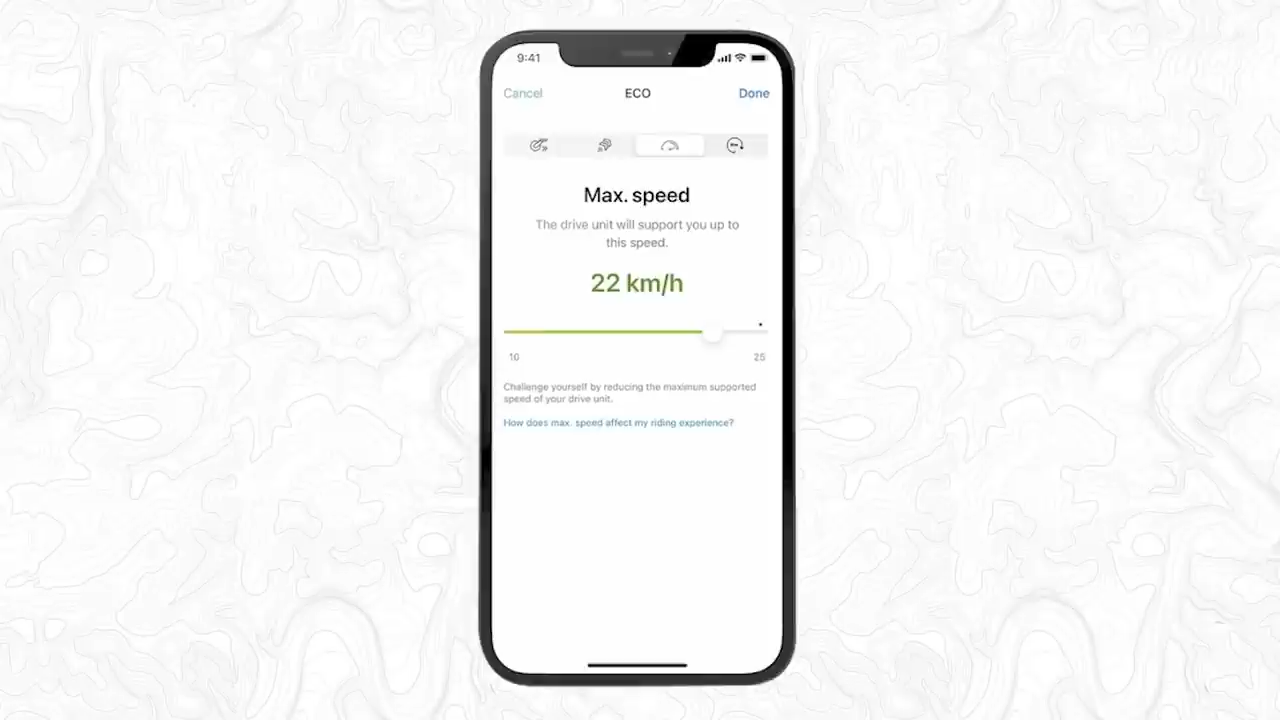 9:41
Cancel
ECO
Done
Max. speed
The drive unit will support you up to
this speed.
22 km/h
10
25
Challenge yourself by reducing the maximum supported
speed of your drive unit.
How does max. speed affect my riding experience?